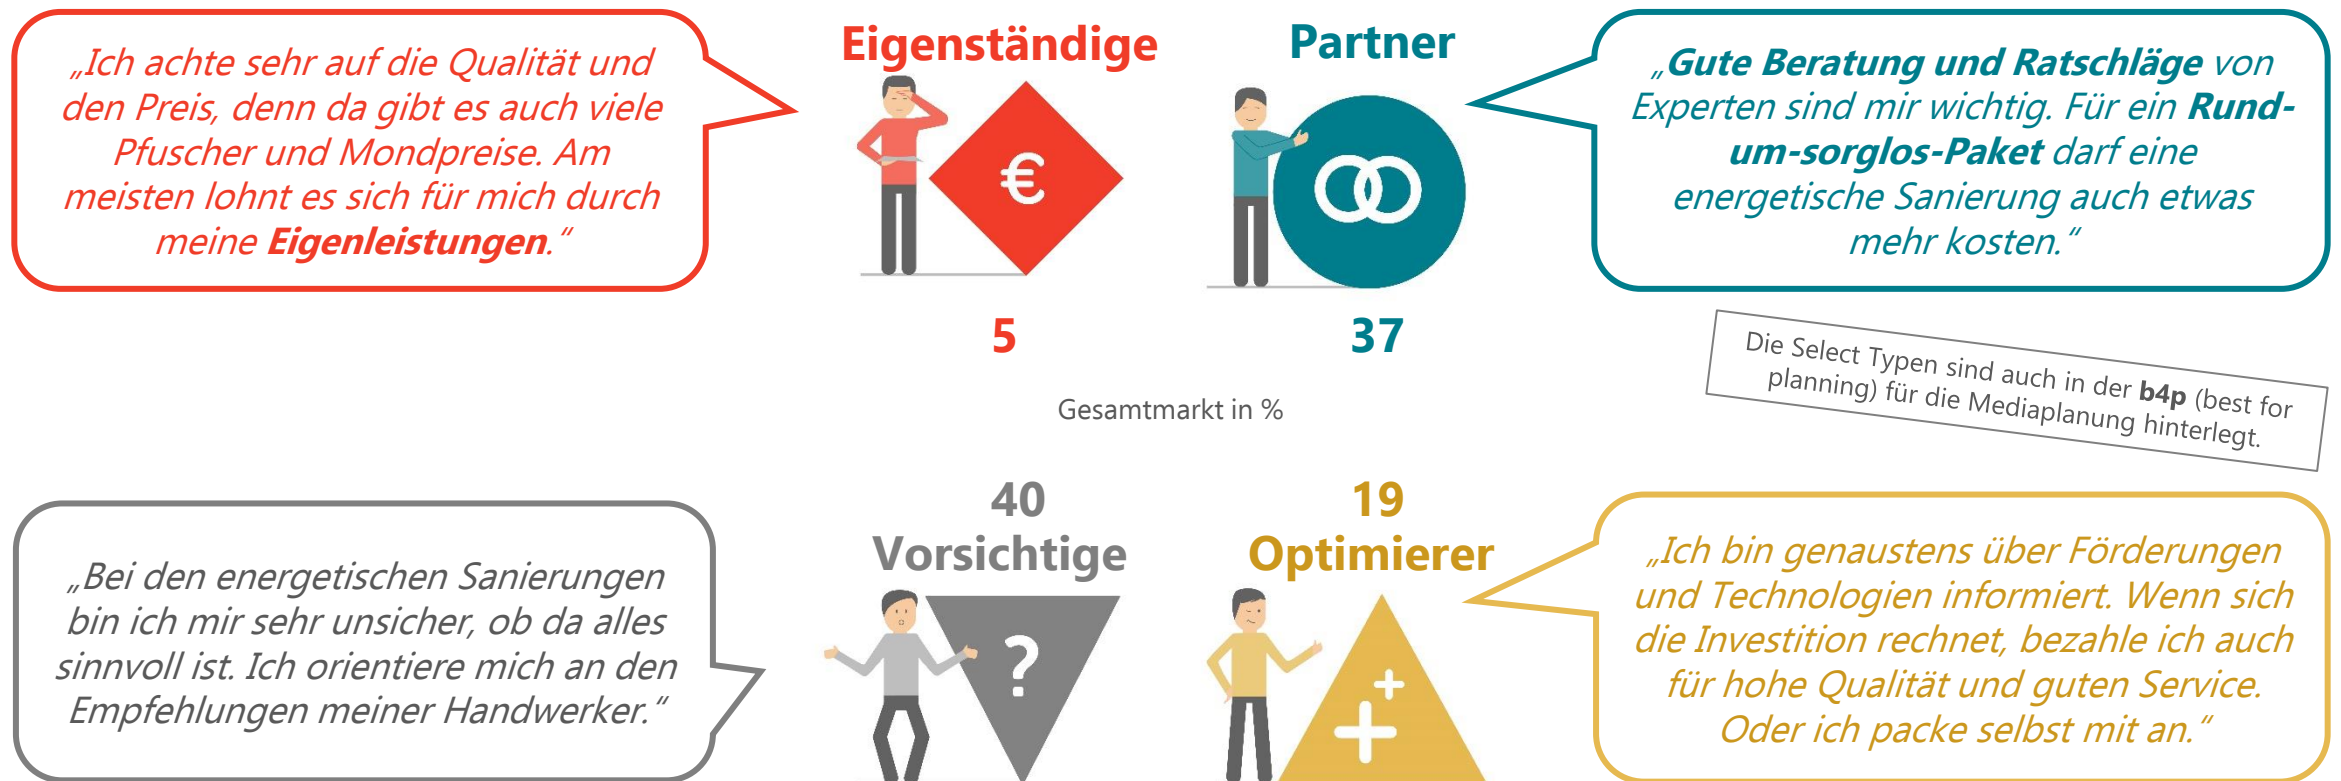 „Ich achte sehr auf die Qualität und
den Preis, denn da gibt es auch viele
Pfuscher und Mondpreise. Am
meisten lohnt es sich für mich durch
meine Eigenleistungen.“
Eigenständige
€
5
Partner
37
„Gute Beratung und Ratschläge von
Experten sind mir wichtig. Für ein Rund-
um-sorglos-Paket darf eine
energetische Sanierung auch etwas
mehr kosten.“
Die Select Typen sind auch in der b4p (best for
planning) für die Mediaplanung hinterlegt.
Gesamtmarkt in %
„Bei den energetischen Sanierungen
bin ich mir sehr unsicher, ob da alles
sinnvoll ist. Ich orientiere mich an den
Empfehlungen meiner Handwerker.“
40
Vorsichtige
?
19
Optimierer
„Ich bin genaustens über Förderungen
und Technologien informiert. Wenn sich
die Investition rechnet, bezahle ich auch
für hohe Qualität und guten Service.
Oder ich packe selbst mit an.“